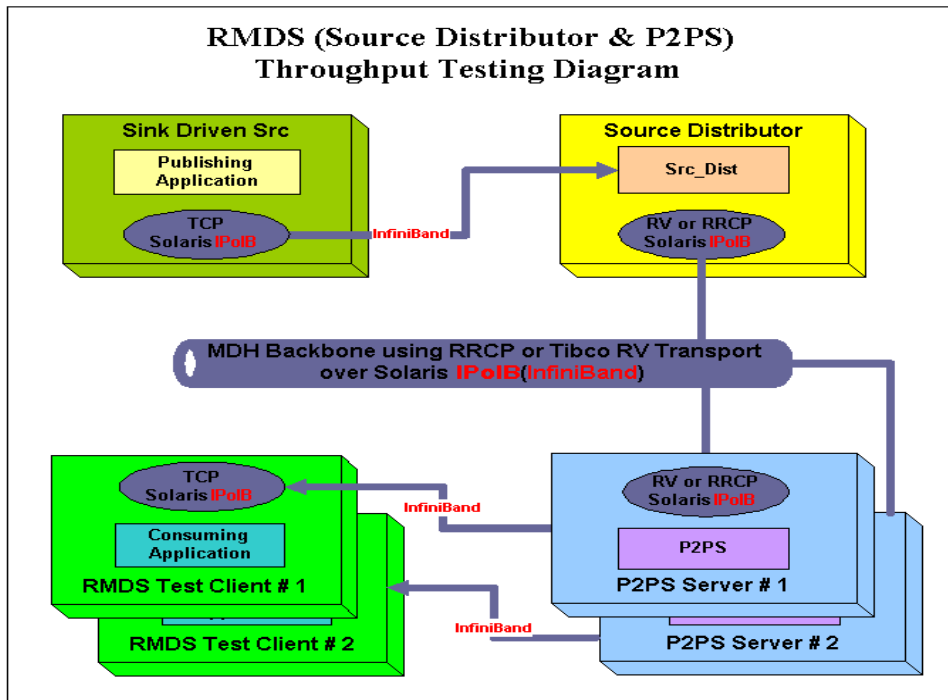 RMDS (Source Distributor & P2PS)
Throughput Testing Diagram
Sink Driven Src
Publishing
Application
TCP
Solaris IPoIB
InfiniBand
Source Distributor
Src_Dist
RV or RRCP
Solaris IPoIB
MDH Backbone using RRCP or Tibco RV Transport
over Solaris IPoIB(InfiniBand)
TCP
Solaris IPoIB
Consuming
Application
RMDS Test Client # 1
RMDS Test Client # 2
InfiniBand
InfiniBand
RV or RRCP
Solaris IPoIB
P2PS
P2PS Server # 1
P2PS Server # 2